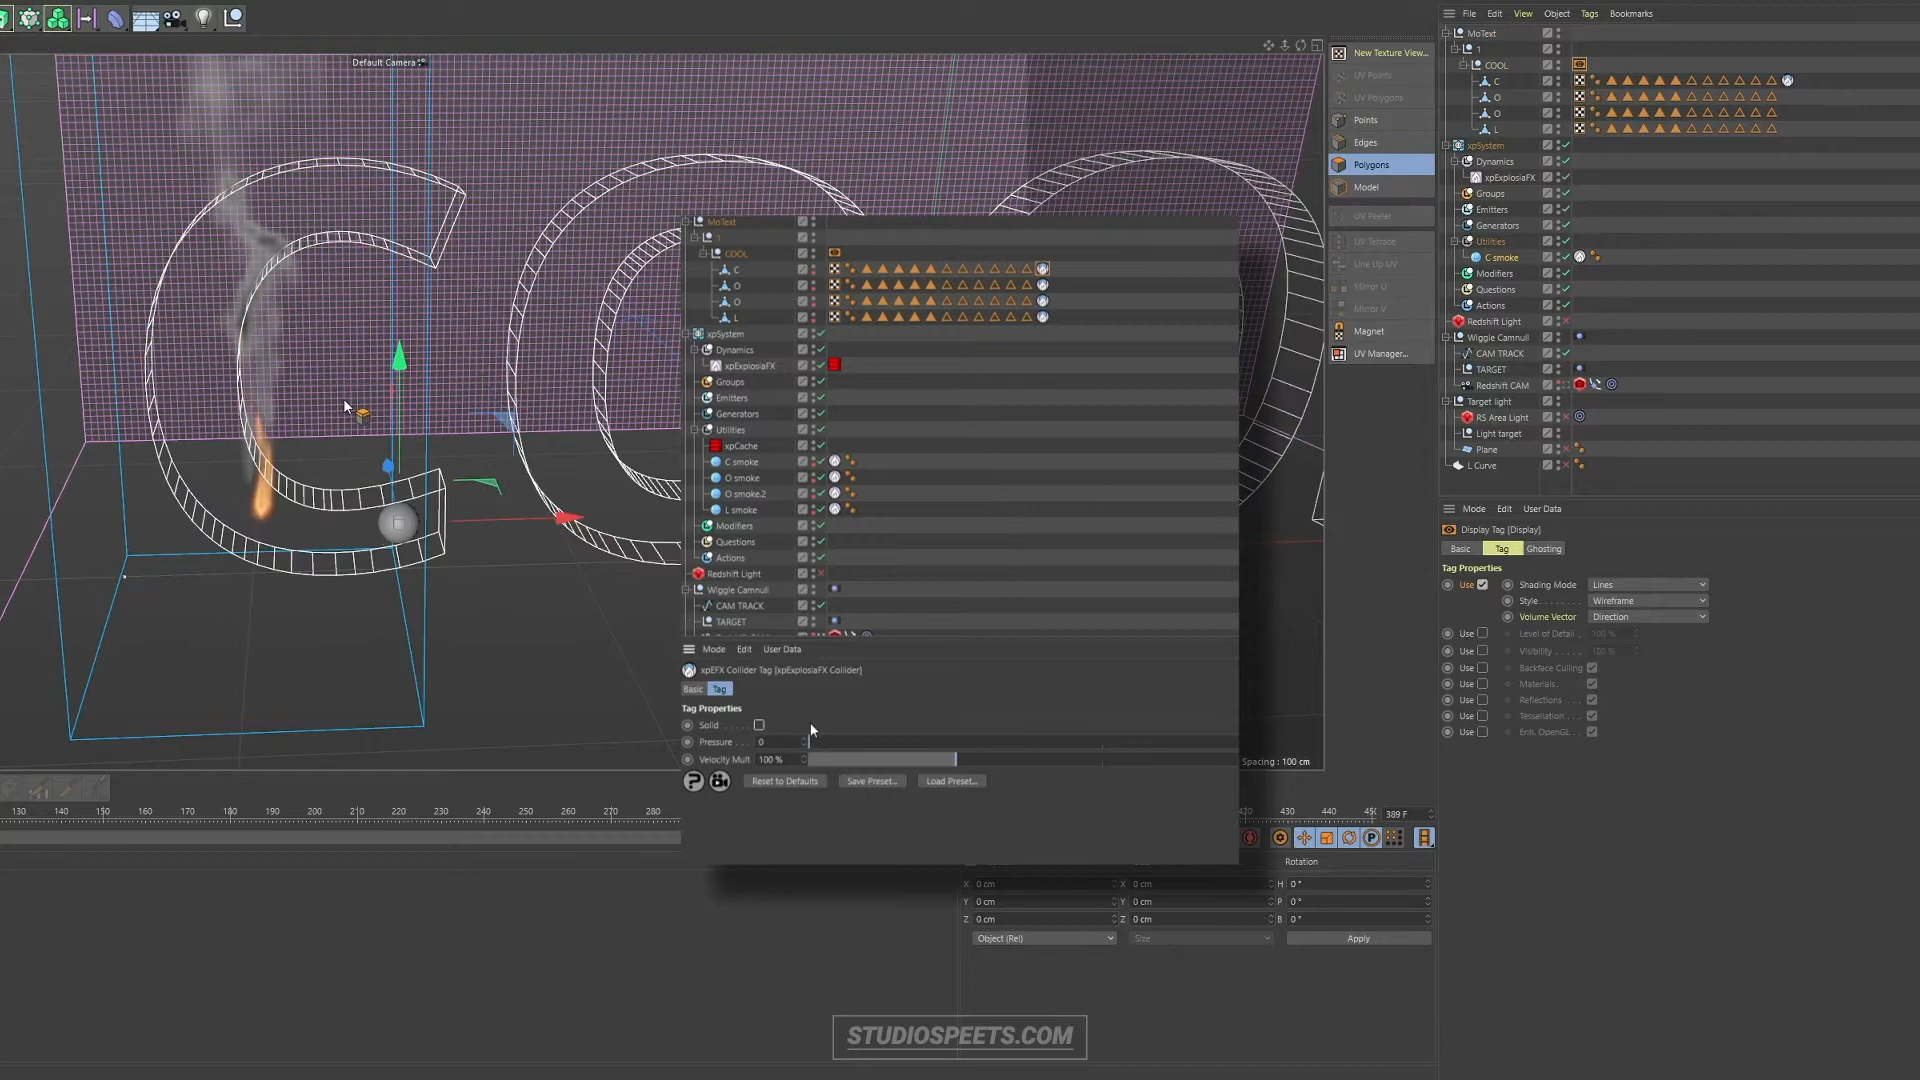 File Edit View Object Tags Bookmarks
Default Camera
New Texture View...
UV Points
UV Polygons
Points
Edges
Polygons
Model
UV Peeler
UV Terrace
Line Up UV
Mirror U
Mirror V
Magnet
UV Manager...
MoText
1
COOL
C
O
O
L
xpSystem
Dynamics
xpExplosiaFX
Groups
Emitters
Generators
Utilities
C smoke
Modifiers
Questions
Actions
Redshift Light
Wiggle Camnull
CAM TRACK
TARGET
Redshift CAM
Target light
RS Area Light
Light target
Plane
L Curve
MoText
1
COOL
C
O
O
L
xpSystem
Dynamics
xpExplosiaFX
Groups
Emitters
Generators
Utilities
xpCache
C smoke
O smoke
O smoke.2
L smoke
Modifiers
Questions
Actions
Redshift Light
Wiggle Camnull
CAM TRACK
TARGET
Mode Edit User Data
xpEFX Collider Tag [xpExplosiaFX Collider]
Basic Tag
Tag Properties
Solid
Pressure 0
Velocity Mult 100 %
Reset to Defaults Save Preset... Load Preset...
Mode Edit User Data
Display Tag [Display]
Basic Tag Ghosting
Tag Properties
Use Shading Mode Lines
Style Wireframe
Volume Vector Direction
Use Level of Detail 100 %
Use Visibility 100 %
Use Backface Culling
Use Materials
Use Reflections
Use Tessellation
Use Enh. OpenGL
Spacing : 100 cm
130 140 150 160 170 180 190 200 210 220 230 240 250 260 270 280
430 440 389 F
Rotation
X 0 cm X 0 cm H 0 °
Y 0 cm Y 0 cm P 0 °
Z 0 cm Z 0 cm B 0 °
Object (Rel) Size Apply
STUDIOSPEETS.COM